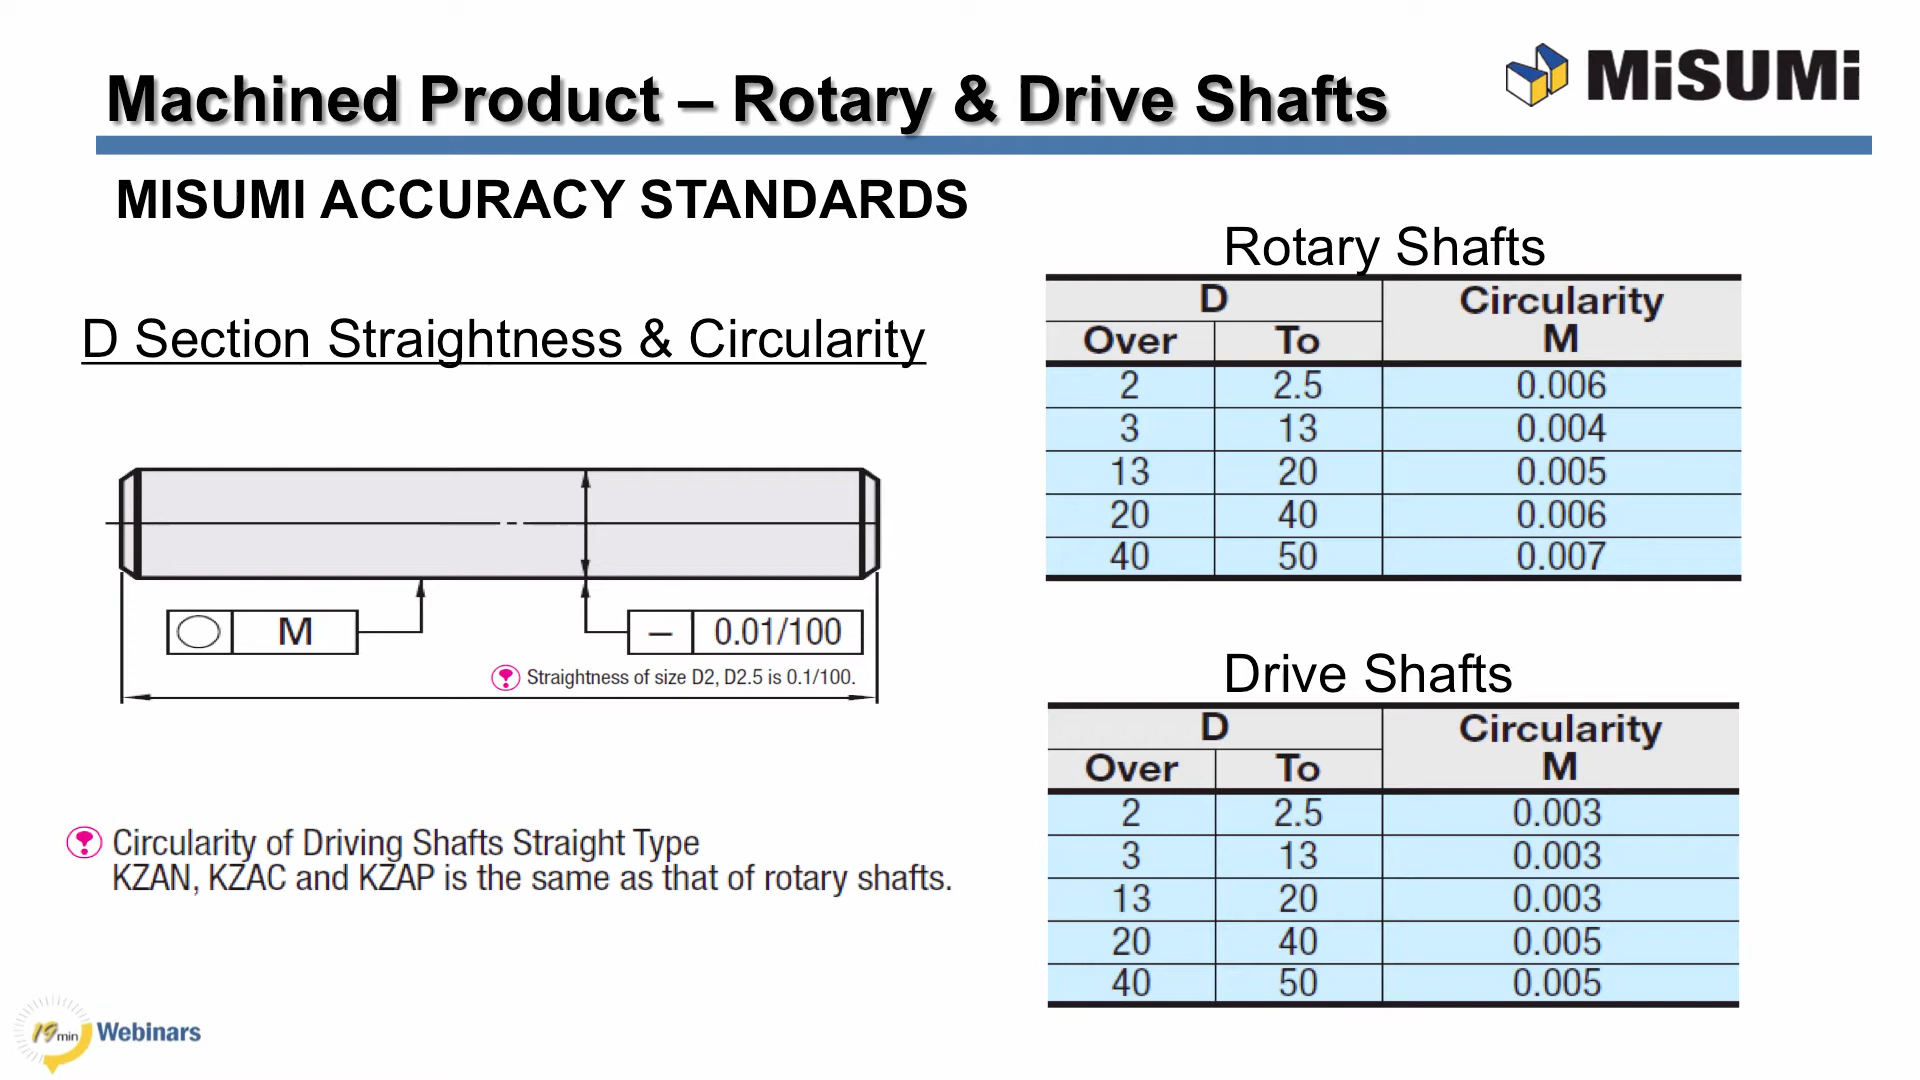 Machined Product – Rotary & Drive Shafts
MiSUMi
MISUMI ACCURACY STANDARDS
D Section Straightness & Circularity
M
– 0.01/100
Straightness of size D2, D2.5 is 0.1/100.
Circularity of Driving Shafts Straight Type
KZAN, KZAC and KZAP is the same as that of rotary shafts.
Rotary Shafts
D Circularity
Over To M
2 2.5 0.006
3 13 0.004
13 20 0.005
20 40 0.006
40 50 0.007
Drive Shafts
D Circularity
Over To M
2 2.5 0.003
3 13 0.003
13 20 0.003
20 40 0.005
40 50 0.005
19min Webinars